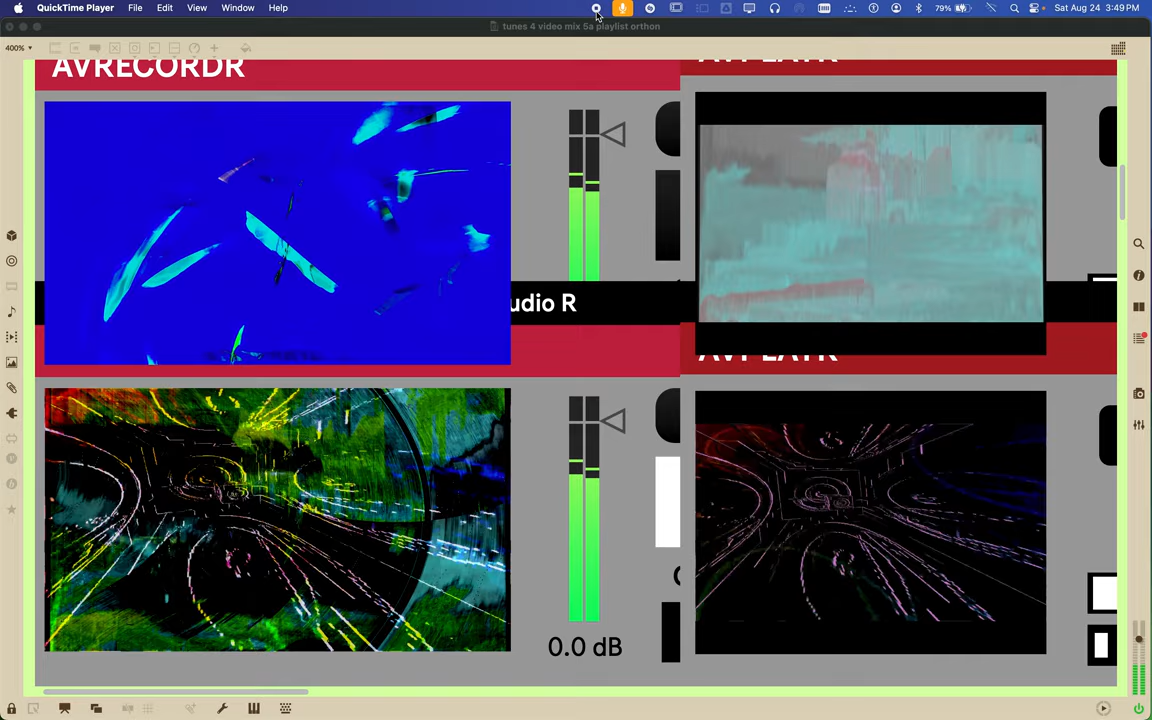 QuickTime Player File Edit View Window Help 79% Sat Aug 24 3:49 PM
tunes 4 video mix 5a playlist orthon
400%
AVRECORDR
udio R
0.0 dB